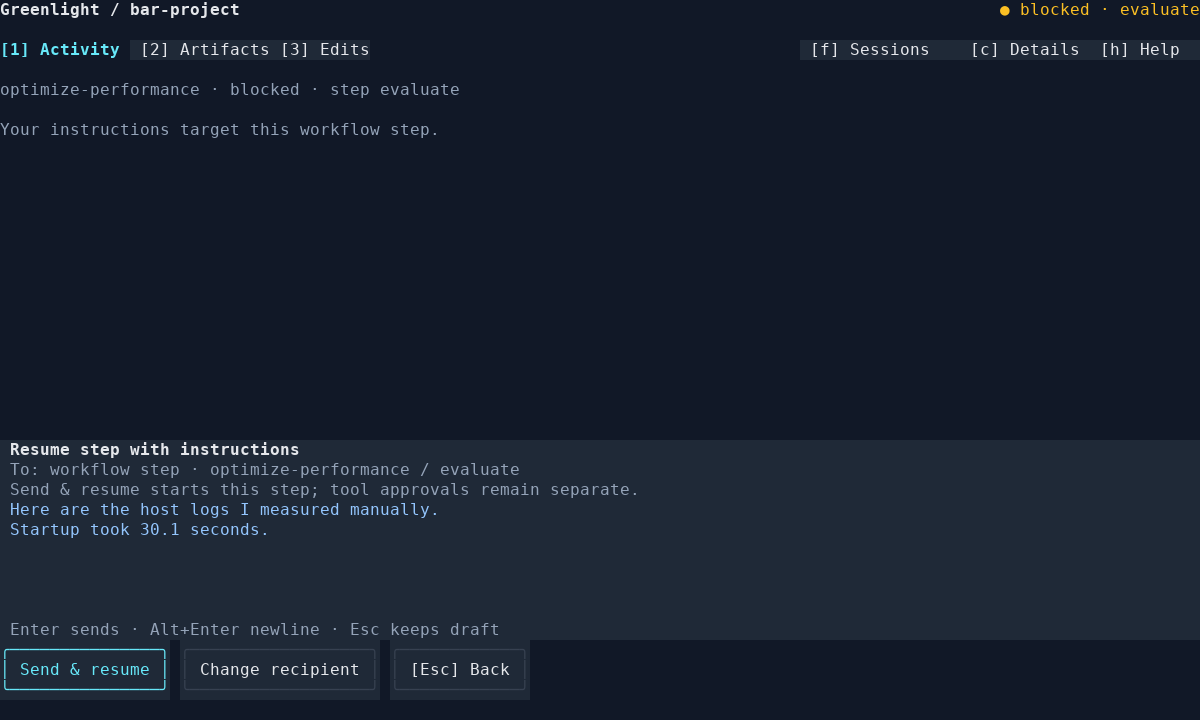 Greenlight / bar-project ● blocked · evaluate
[1] Activity [2] Artifacts [3] Edits [f] Sessions [c] Details [h] Help
optimize-performance · blocked · step evaluate
Your instructions target this workflow step.
Resume step with instructions
To: workflow step · optimize-performance / evaluate
Send & resume starts this step; tool approvals remain separate.
Here are the host logs I measured manually.
Startup took 30.1 seconds.
Enter sends · Alt+Enter newline · Esc keeps draft
Send & resume Change recipient [Esc] Back